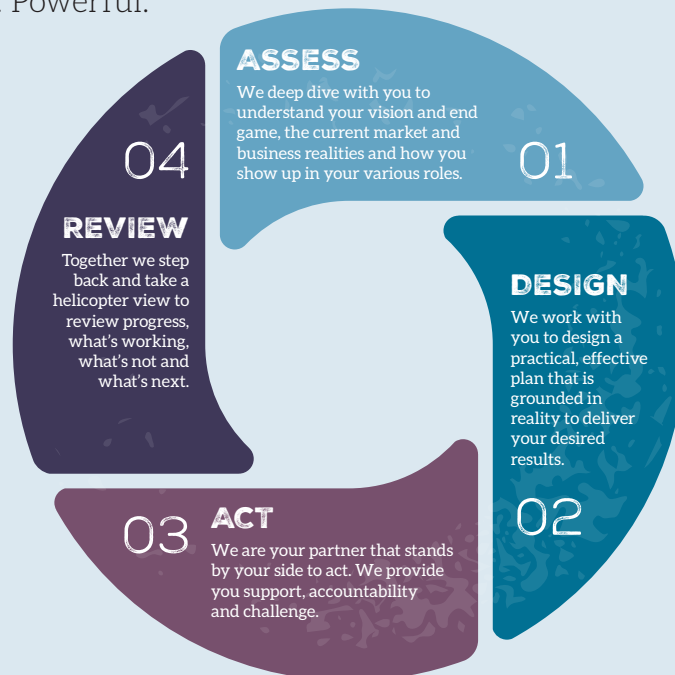 Powerful.
ASSESS
We deep dive with you to
understand your vision and end
game, the current market and
business realities and how you
show up in your various roles.
01
DESIGN
We work with
you to design a
practical, effective
plan that is
grounded in
reality to deliver
your desired
results.
02
ACT
We are your partner that stands
by your side to act. We provide
you support, accountability
and challenge.
03
04
REVIEW
Together we step
back and take a
helicopter view to
review progress,
what's working,
what's not and
what's next.